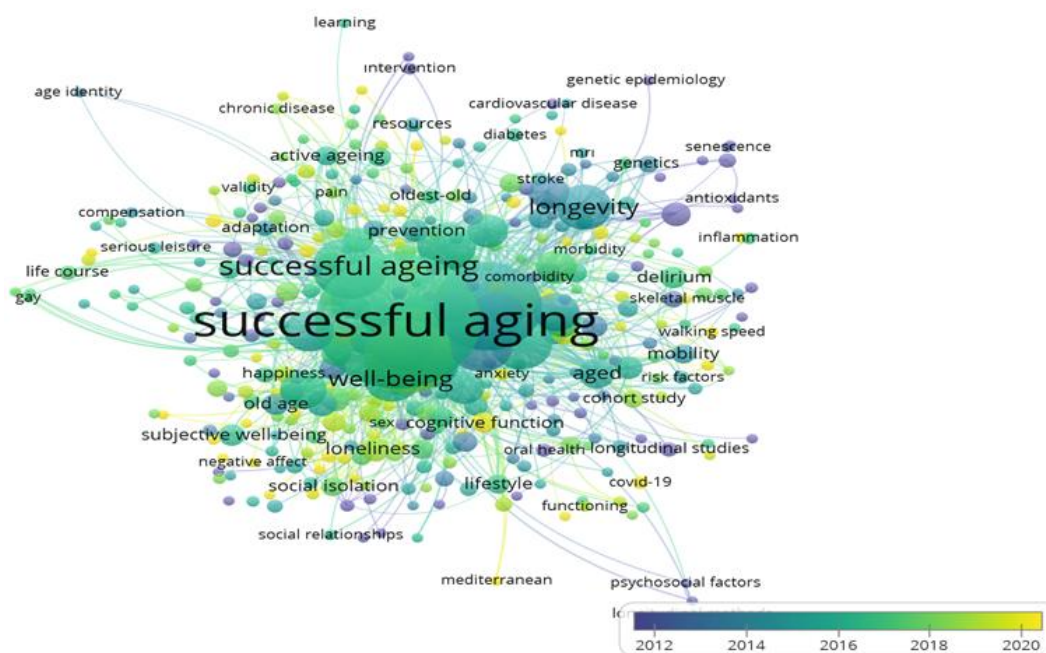 learning
intervention
genetic epidemiology
age identity
cardiovascular disease
chronic disease
resources
diabetes
senescence
active ageing
mri
genetics
stroke
validity
pain
oldest-old
antioxidants
longevity
compensation
adaptation
prevention
inflammation
serious leisure
morbidity
life course
successful ageing
comorbidity
delirium
gay
skeletal muscle
successful aging
walking speed
mobility
happiness
well-being
anxiety
aged
risk factors
old age
cohort study
sex
cognitive function
subjective well-being
loneliness
oral health
longitudinal studies
negative affect
social isolation
lifestyle
covid-19
functioning
social relationships
mediterranean
psychosocial factors
2012
2014
2016
2018
2020